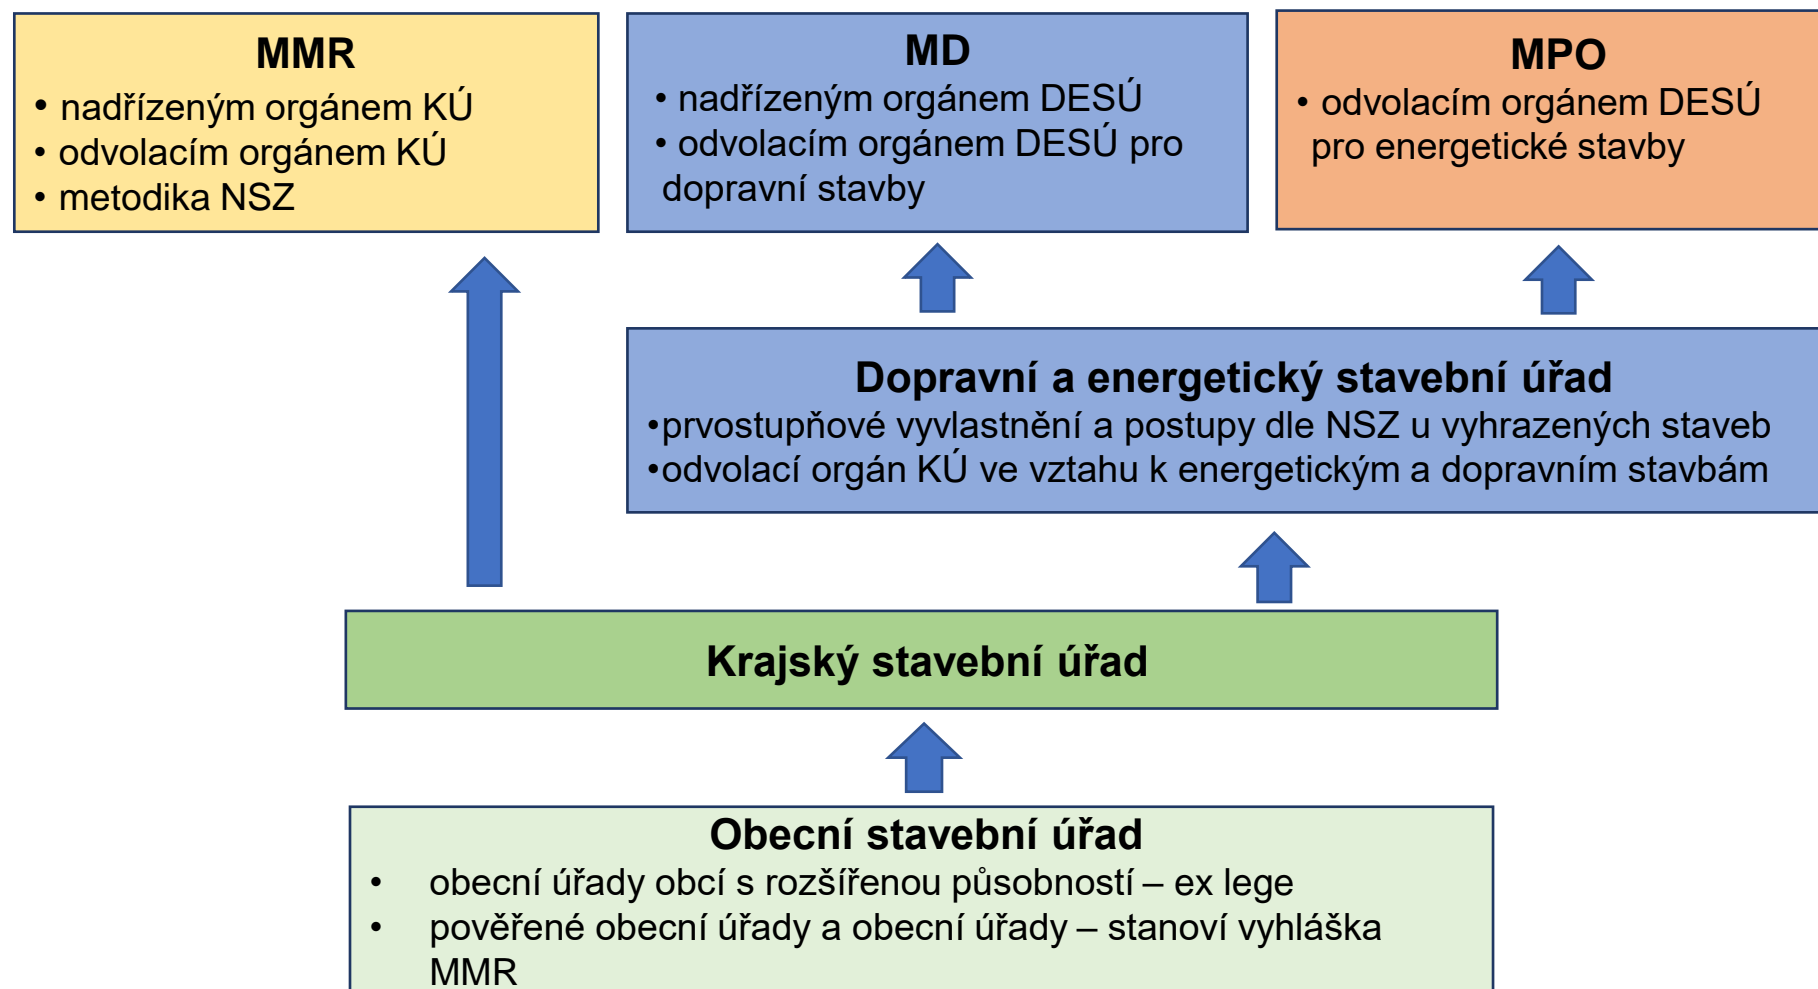 MMR
• nadřízeným orgánem KÚ
• odvolacím orgánem KÚ
• metodika NSZ
MD
• nadřízeným orgánem DESÚ
• odvolacím orgánem DESÚ pro
dopravní stavby
MPO
• odvolacím orgánem DESÚ
pro energetické stavby
Dopravní a energetický stavební úřad
•prvostupňové vyvlastnění a postupy dle NSZ u vyhrazených staveb
•odvolací orgán KÚ ve vztahu k energetickým a dopravním stavbám
Krajský stavební úřad
Obecní stavební úřad
• obecní úřady obcí s rozšířenou působností – ex lege
• pověřené obecní úřady a obecní úřady – stanoví vyhláška
MMR